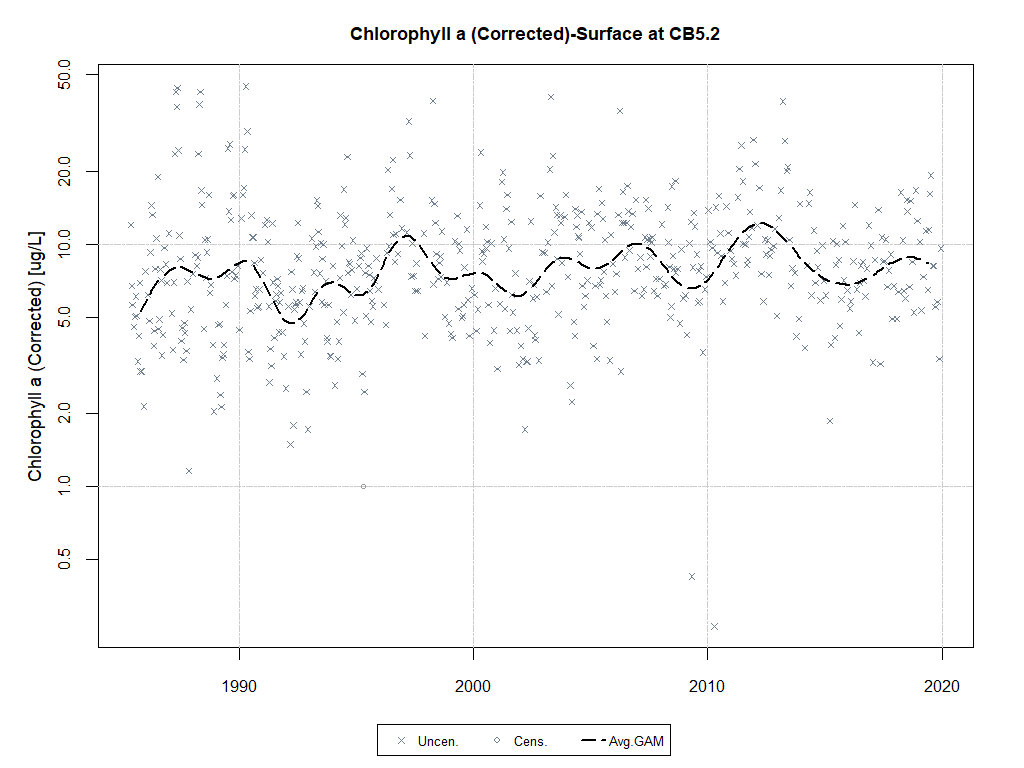 Chlorophyll a (Corrected)-Surface at CB5.2
Chlorophyll a (Corrected) [ug/L]
50.0
20.0
10.0
5.0
2.0
1.0
0.5
1990 2000 2010 2020
Uncen. Cens. Avg.GAM